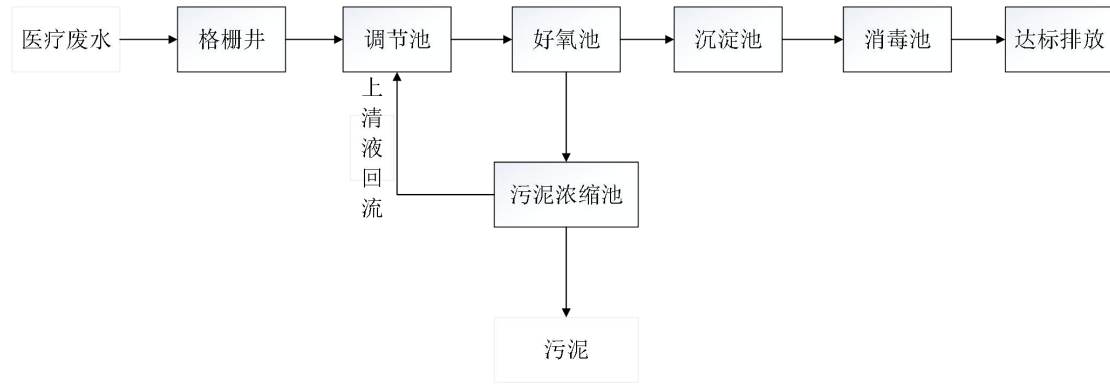 医疗废水
格栅井
调节池
好氧池
沉淀池
消毒池
达标排放
上清液回流
污泥浓缩池
污泥